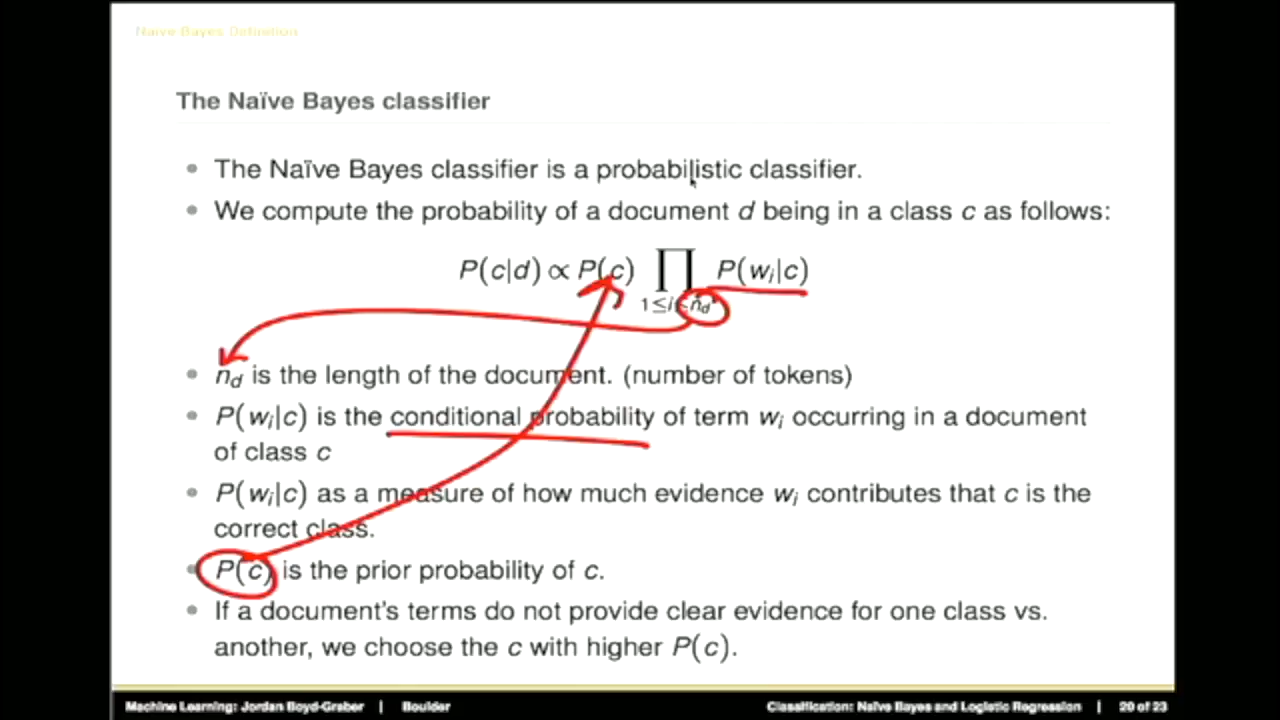 Naïve Bayes Definition
The Naïve Bayes classifier
• The Naïve Bayes classifier is a probabilistic classifier.
• We compute the probability of a document d being in a class c as follows:
P(c|d) ∝ P(c) ∏ P(wᵢ|c)
1≤i≤n_d
• n_d is the length of the document. (number of tokens)
• P(wᵢ|c) is the conditional probability of term wᵢ occurring in a document
of class c
• P(wᵢ|c) as a measure of how much evidence wᵢ contributes that c is the
correct class.
• P(c) is the prior probability of c.
• If a document's terms do not provide clear evidence for one class vs.
another, we choose the c with higher P(c).
Machine Learning: Jordan Boyd-Graber | Boulder Classification: Naïve Bayes and Logistic Regression | 20 of 23